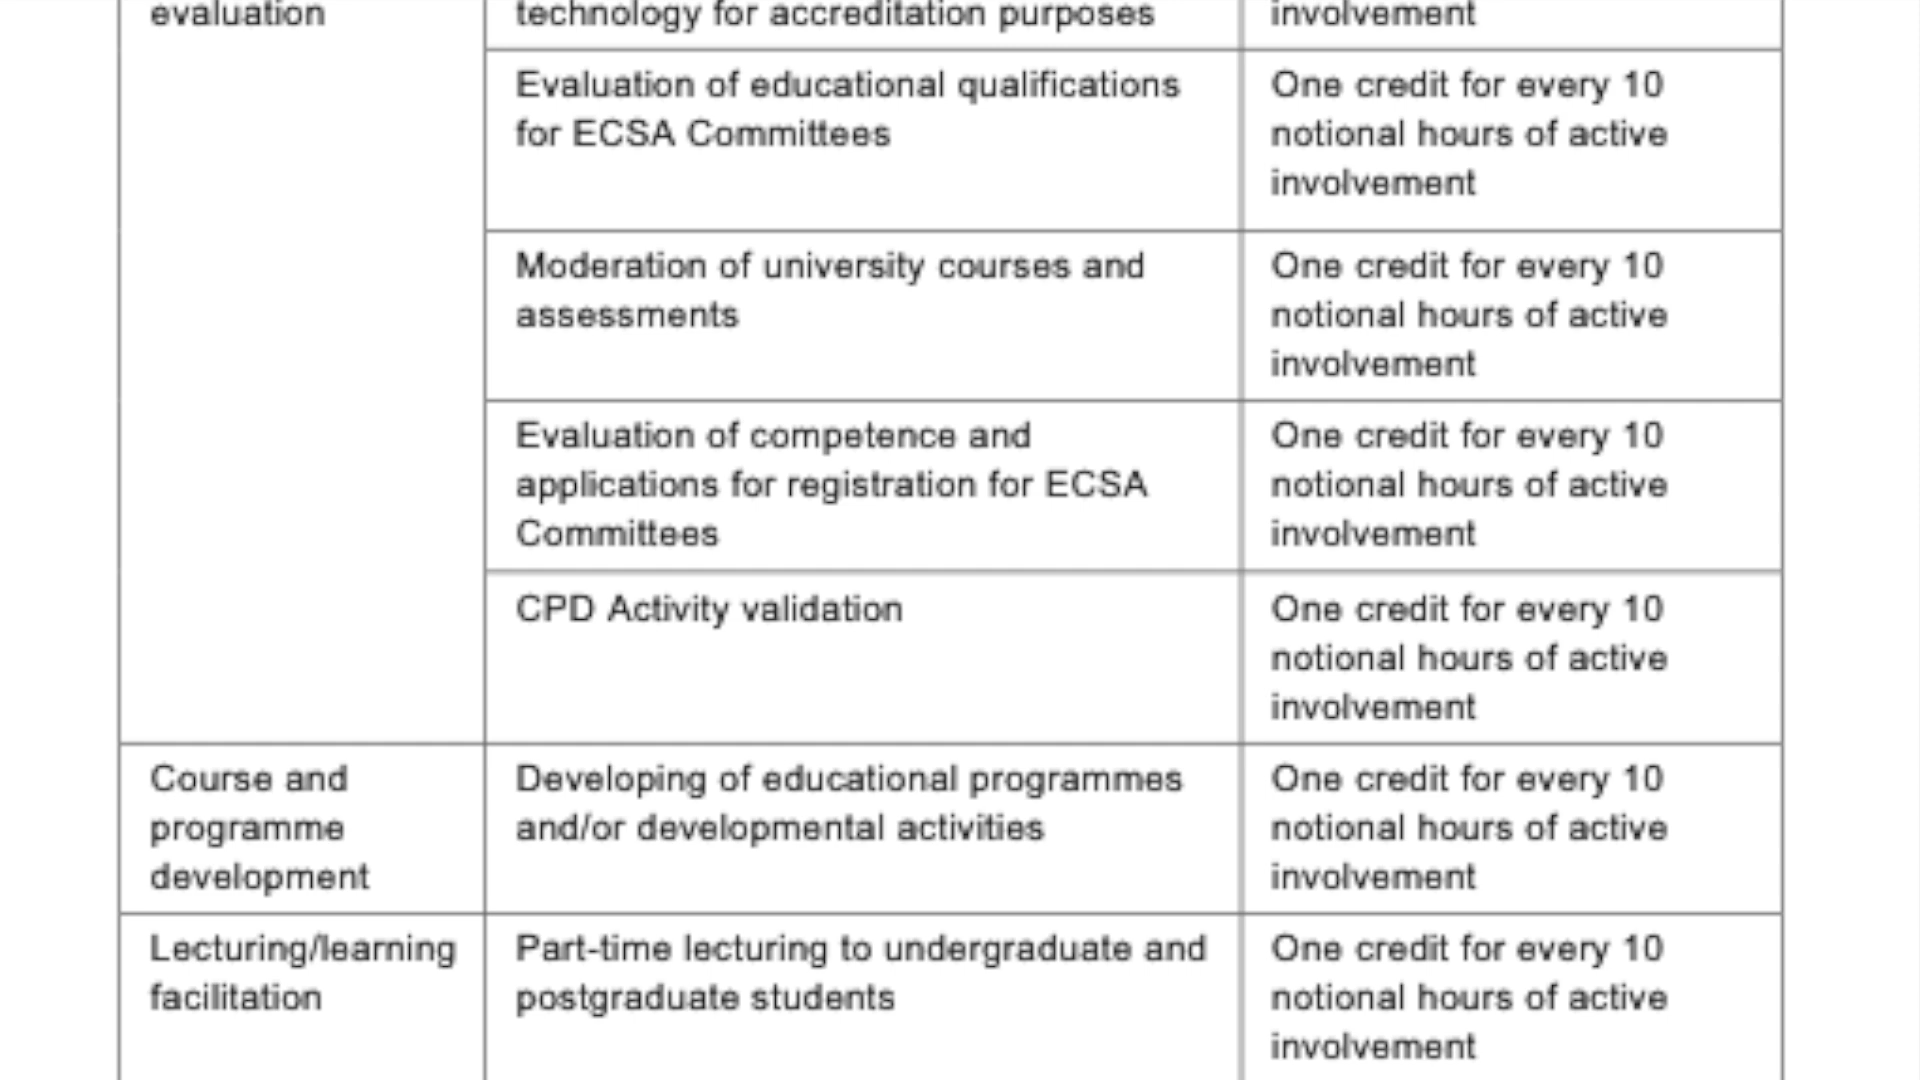 evaluation
technology for accreditation purposes
involvement
Evaluation of educational qualifications
for ECSA Committees
One credit for every 10
notional hours of active
involvement
Moderation of university courses and
assessments
One credit for every 10
notional hours of active
involvement
Evaluation of competence and
applications for registration for ECSA
Committees
One credit for every 10
notional hours of active
involvement
CPD Activity validation
One credit for every 10
notional hours of active
involvement
Course and
programme
development
Developing of educational programmes
and/or developmental activities
One credit for every 10
notional hours of active
involvement
Lecturing/learning
facilitation
Part-time lecturing to undergraduate and
postgraduate students
One credit for every 10
notional hours of active
involvement